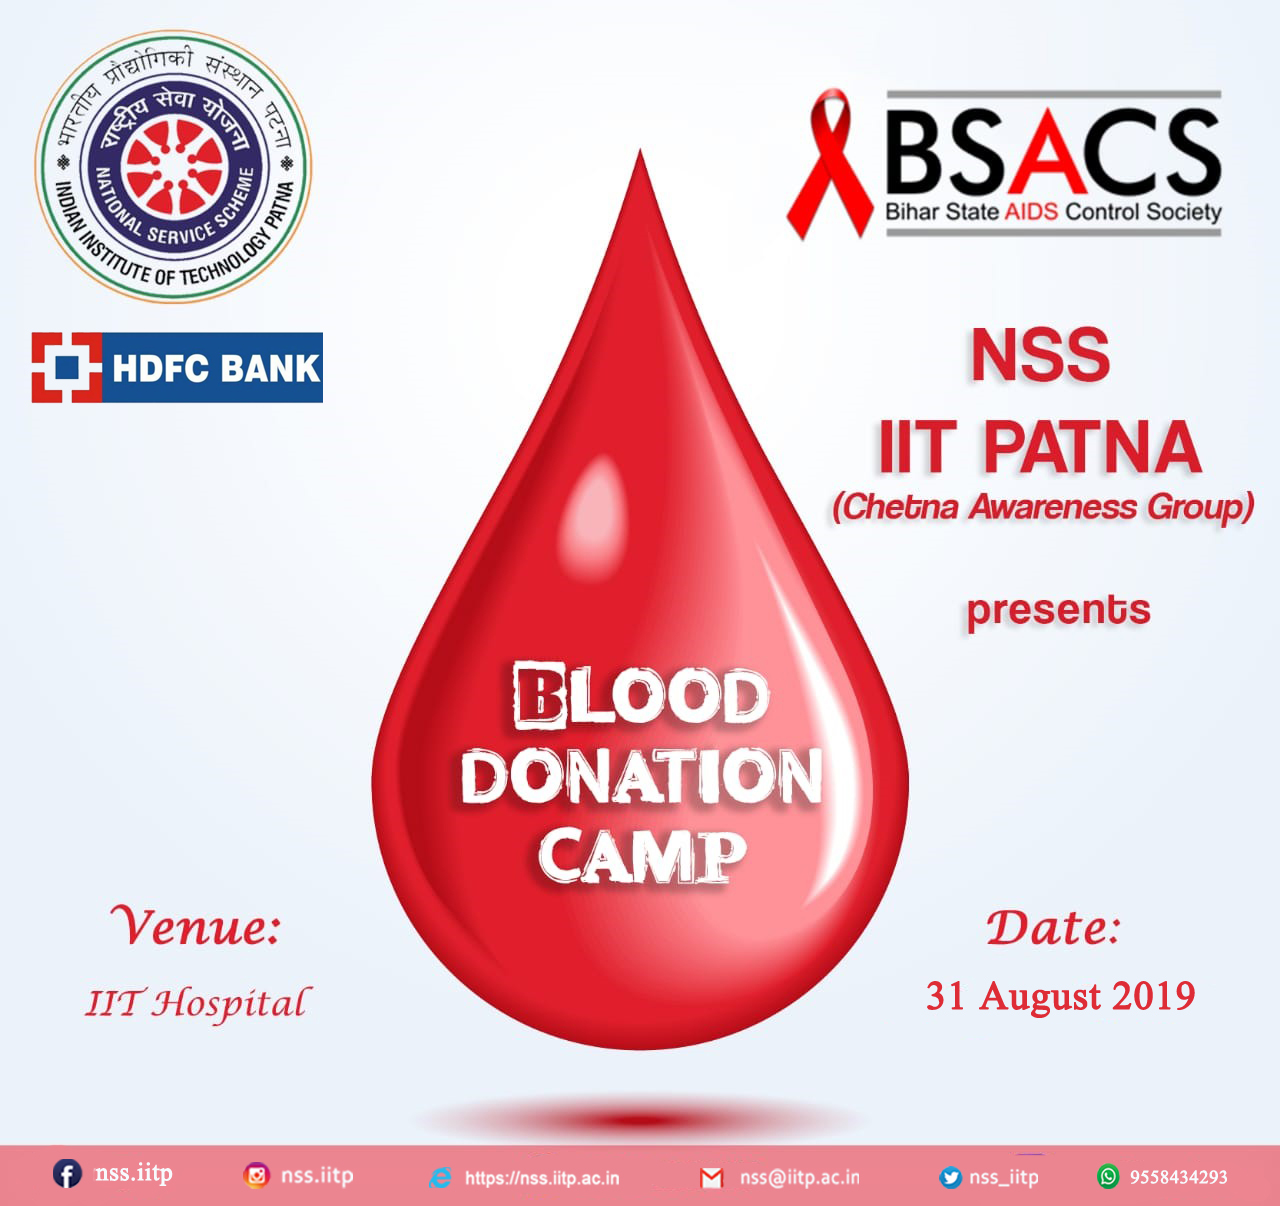 भारतीय प्रौद्योगिकी संस्थान पटना
राष्ट्रीय सेवा योजना
NATIONAL SERVICE SCHEME
INDIAN INSTITUTE OF TECHNOLOGY PATNA
HDFC BANK
BSACS
Bihar State AIDS Control Society
NSS
IIT PATNA
(Chetna Awareness Group)
presents
BLOOD
DONATION
CAMP
Venue:
IIT Hospital
Date:
31 August 2019
nss.iitp
nss.iitp
https://nss.iitp.ac.in
nss@iitp.ac.in
nss_iitp
9558434293